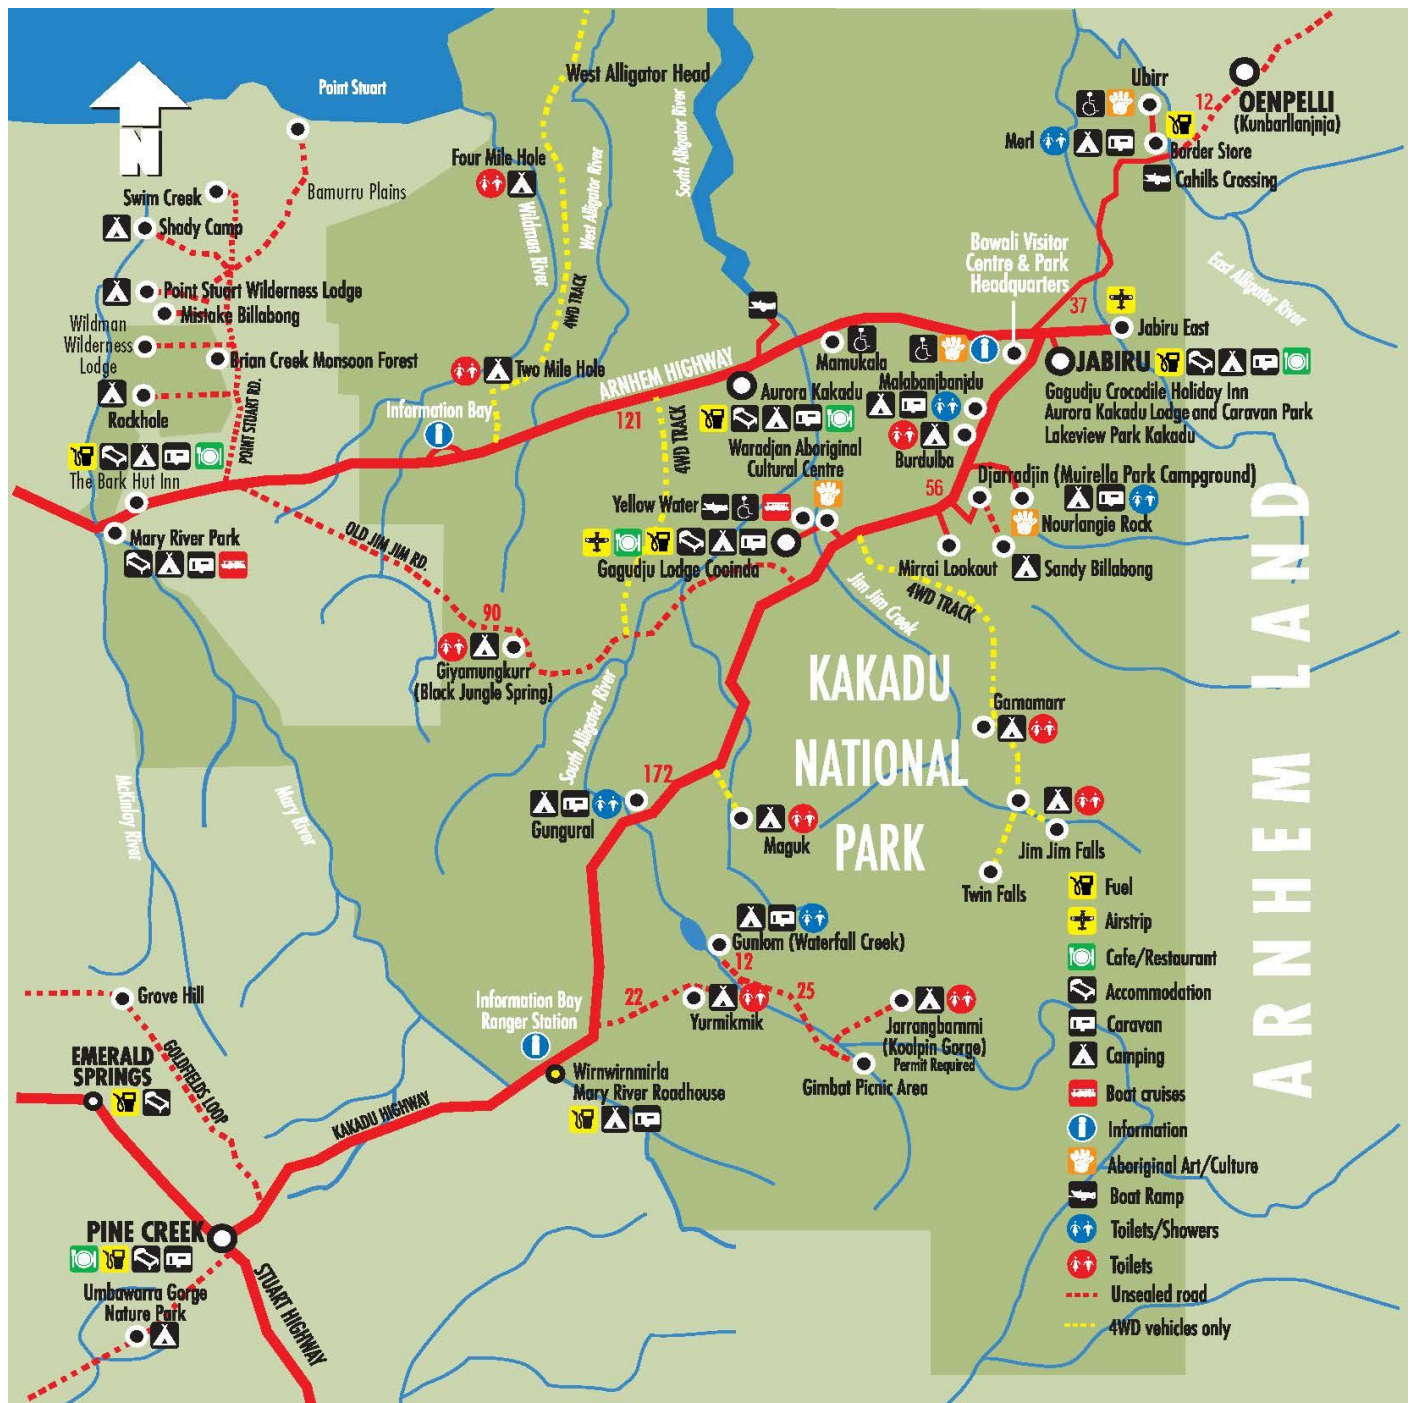 Point Stuart
West Alligator Head
Ubirr
12
OENPELLI
(Kunbarllanjnja)
Merl
Border Store
Cahills Crossing
South Alligator River
West Alligator River
Four Mile Hole
Wildman River
N
Swim Creek
Bamurru Plains
Shady Camp
Point Stuart Wilderness Lodge
Mistake Billabong
Wildman
Wilderness
Lodge
Brian Creek Monsoon Forest
Rockhole
POINT STUART RD.
The Bark Hut Inn
Mary River Park
4WD TRACK
Two Mile Hole
Information Bay
ARNHEM HIGHWAY
121
4WD TRACK
Bowali Visitor
Centre & Park
Headquarters
East Alligator River
37
Jabiru East
Mamukala
JABIRU
Gagudju Crocodile Holiday Inn
Aurora Kakadu Lodge and Caravan Park
Lakeview Park Kakadu
Aurora Kakadu
Malabanjbanjdu
Burdulba
Waradjan Aboriginal
Cultural Centre
Djarradjin (Muirella Park Campground)
56
Nourlangie Rock
Yellow Water
Gagudju Lodge Cooinda
Mirrai Lookout
Sandy Billabong
OLD JIM JIM RD.
90
Giyamungkurr
(Black Jungle Spring)
Jim Jim Creek
4WD TRACK
KAKADU
NATIONAL
PARK
ARNHEM LAND
Garnamarr
South Alligator River
172
Gungural
Maguk
Jim Jim Falls
Twin Falls
McKinlay River
Mary River
Gunlom (Waterfall Creek)
12
22
25
Yurmikmik
Jarrangbarnmi
(Koolpin Gorge)
Permit Required
Gimbat Picnic Area
Information Bay
Ranger Station
Wirnwirnmirla
Mary River Roadhouse
Grove Hill
EMERALD
SPRINGS
GOLDFIELDS LOOP
KAKADU HIGHWAY
PINE CREEK
STUART HIGHWAY
Umbawarra Gorge
Nature Park
Fuel
Airstrip
Cafe/Restaurant
Accommodation
Caravan
Camping
Boat cruises
Information
Aboriginal Art/Culture
Boat Ramp
Toilets/Showers
Toilets
Unsealed road
4WD vehicles only